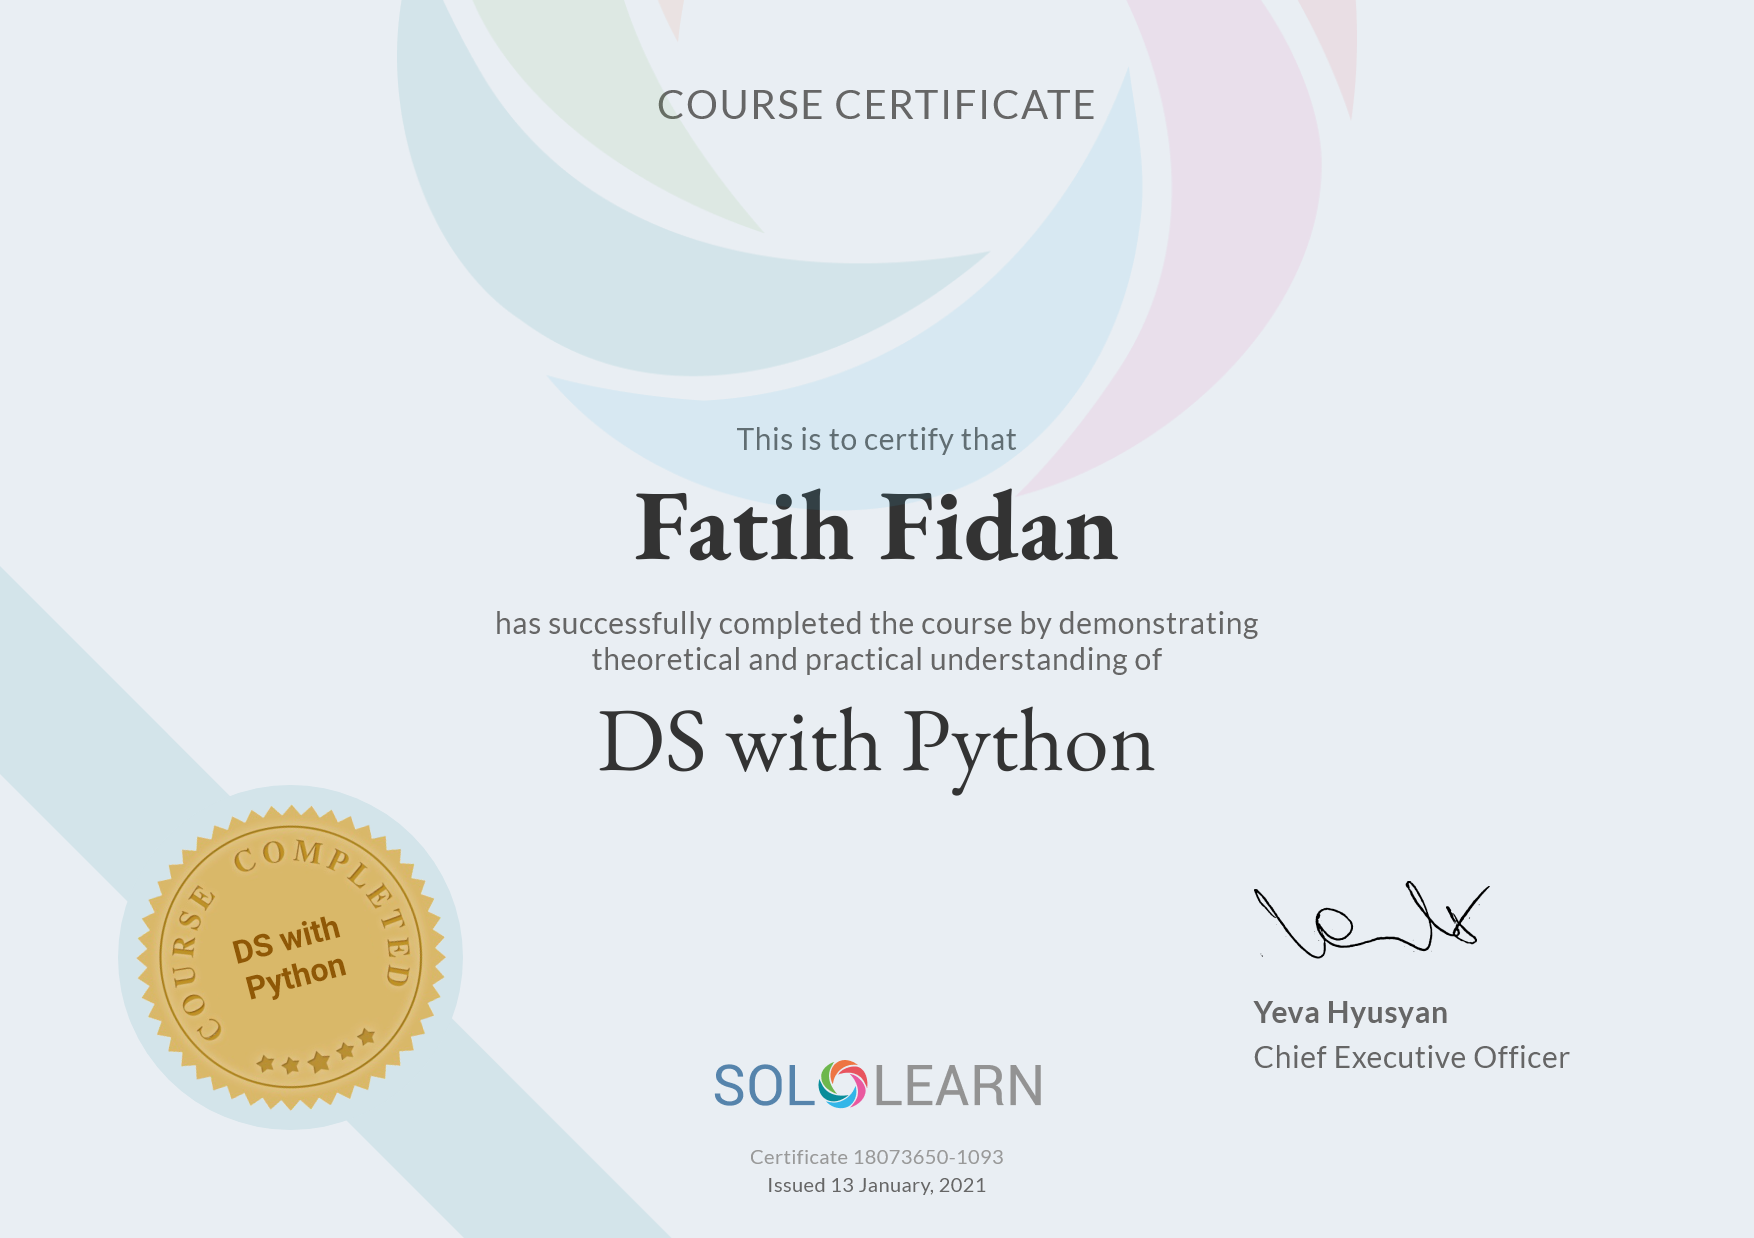 COURSE CERTIFICATE
This is to certify that
Fatih Fidan
has successfully completed the course by demonstrating
theoretical and practical understanding of
DS with Python
COURSE COMPLETED
DS with
Python
Yeva Hyusyan
Chief Executive Officer
SOLOLEARN
Certificate 18073650-1093
Issued 13 January, 2021